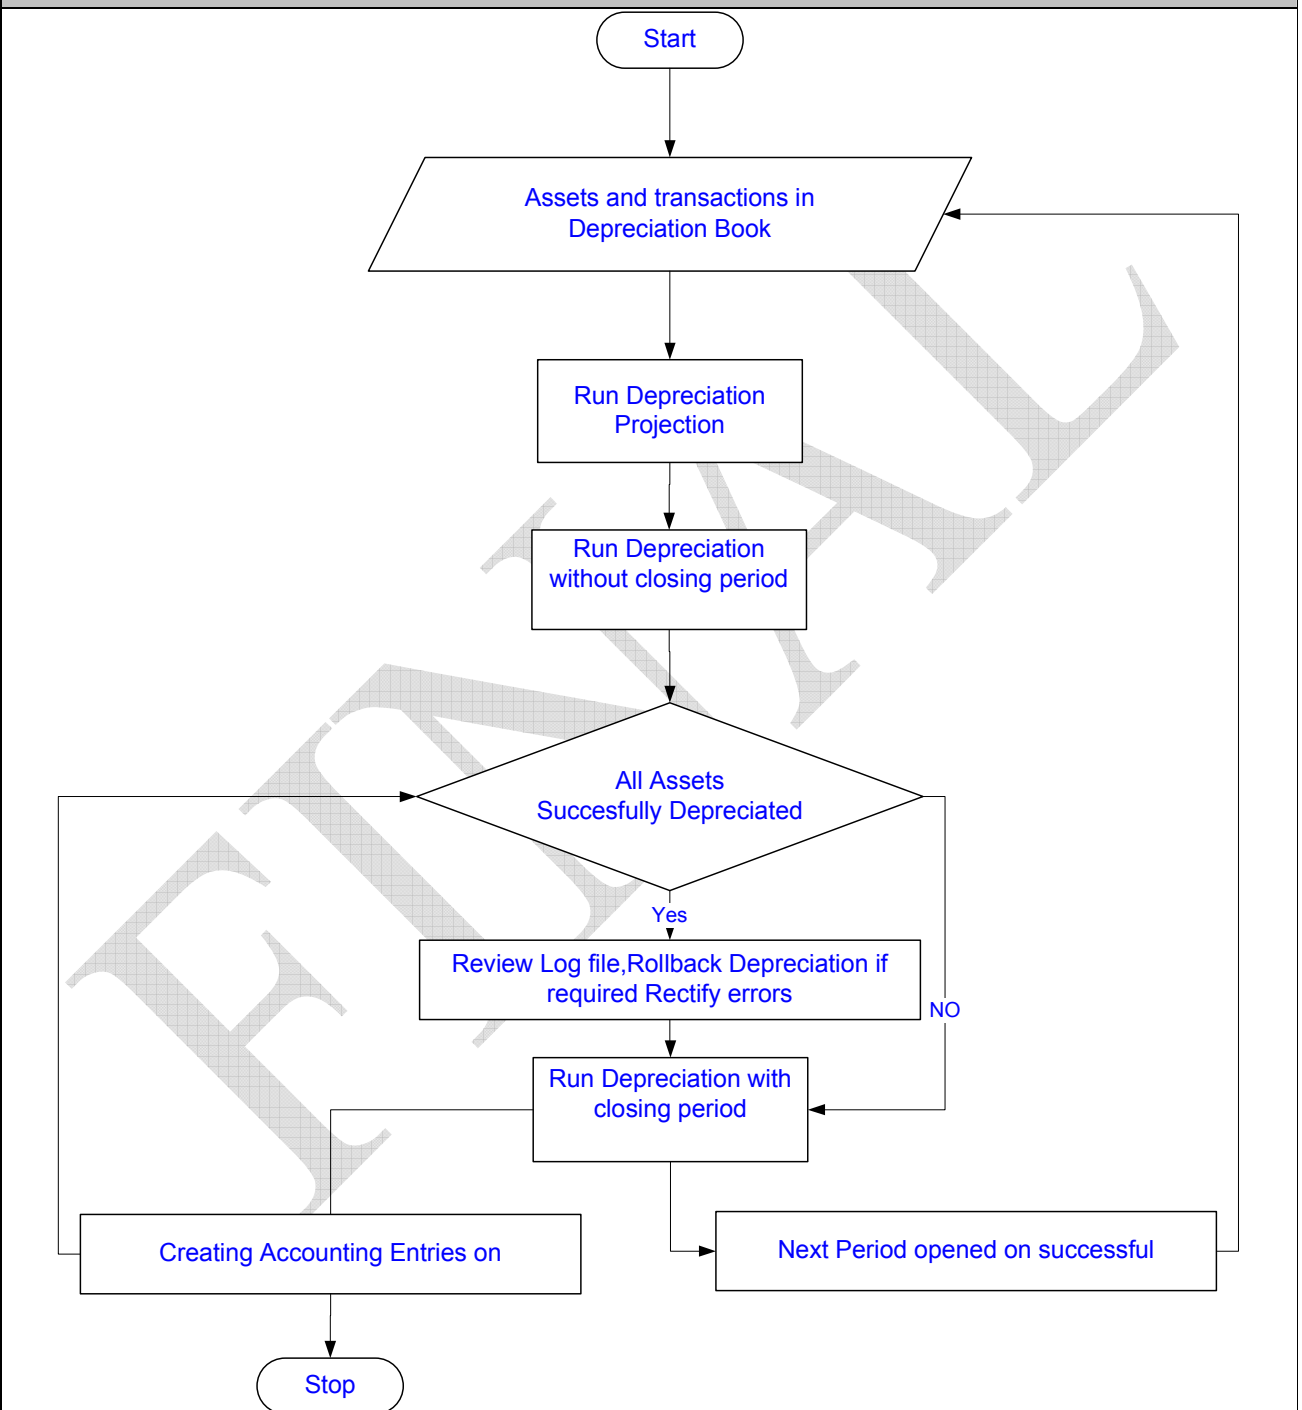 Start
Assets and transactions in
Depreciation Book
Run Depreciation
Projection
Run Depreciation
without closing period
All Assets
Succesfully Depreciated
Yes
Review Log file,Rollback Depreciation if
required Rectify errors
NO
Run Depreciation with
closing period
Creating Accounting Entries on
Next Period opened on successful
Stop
FINAL